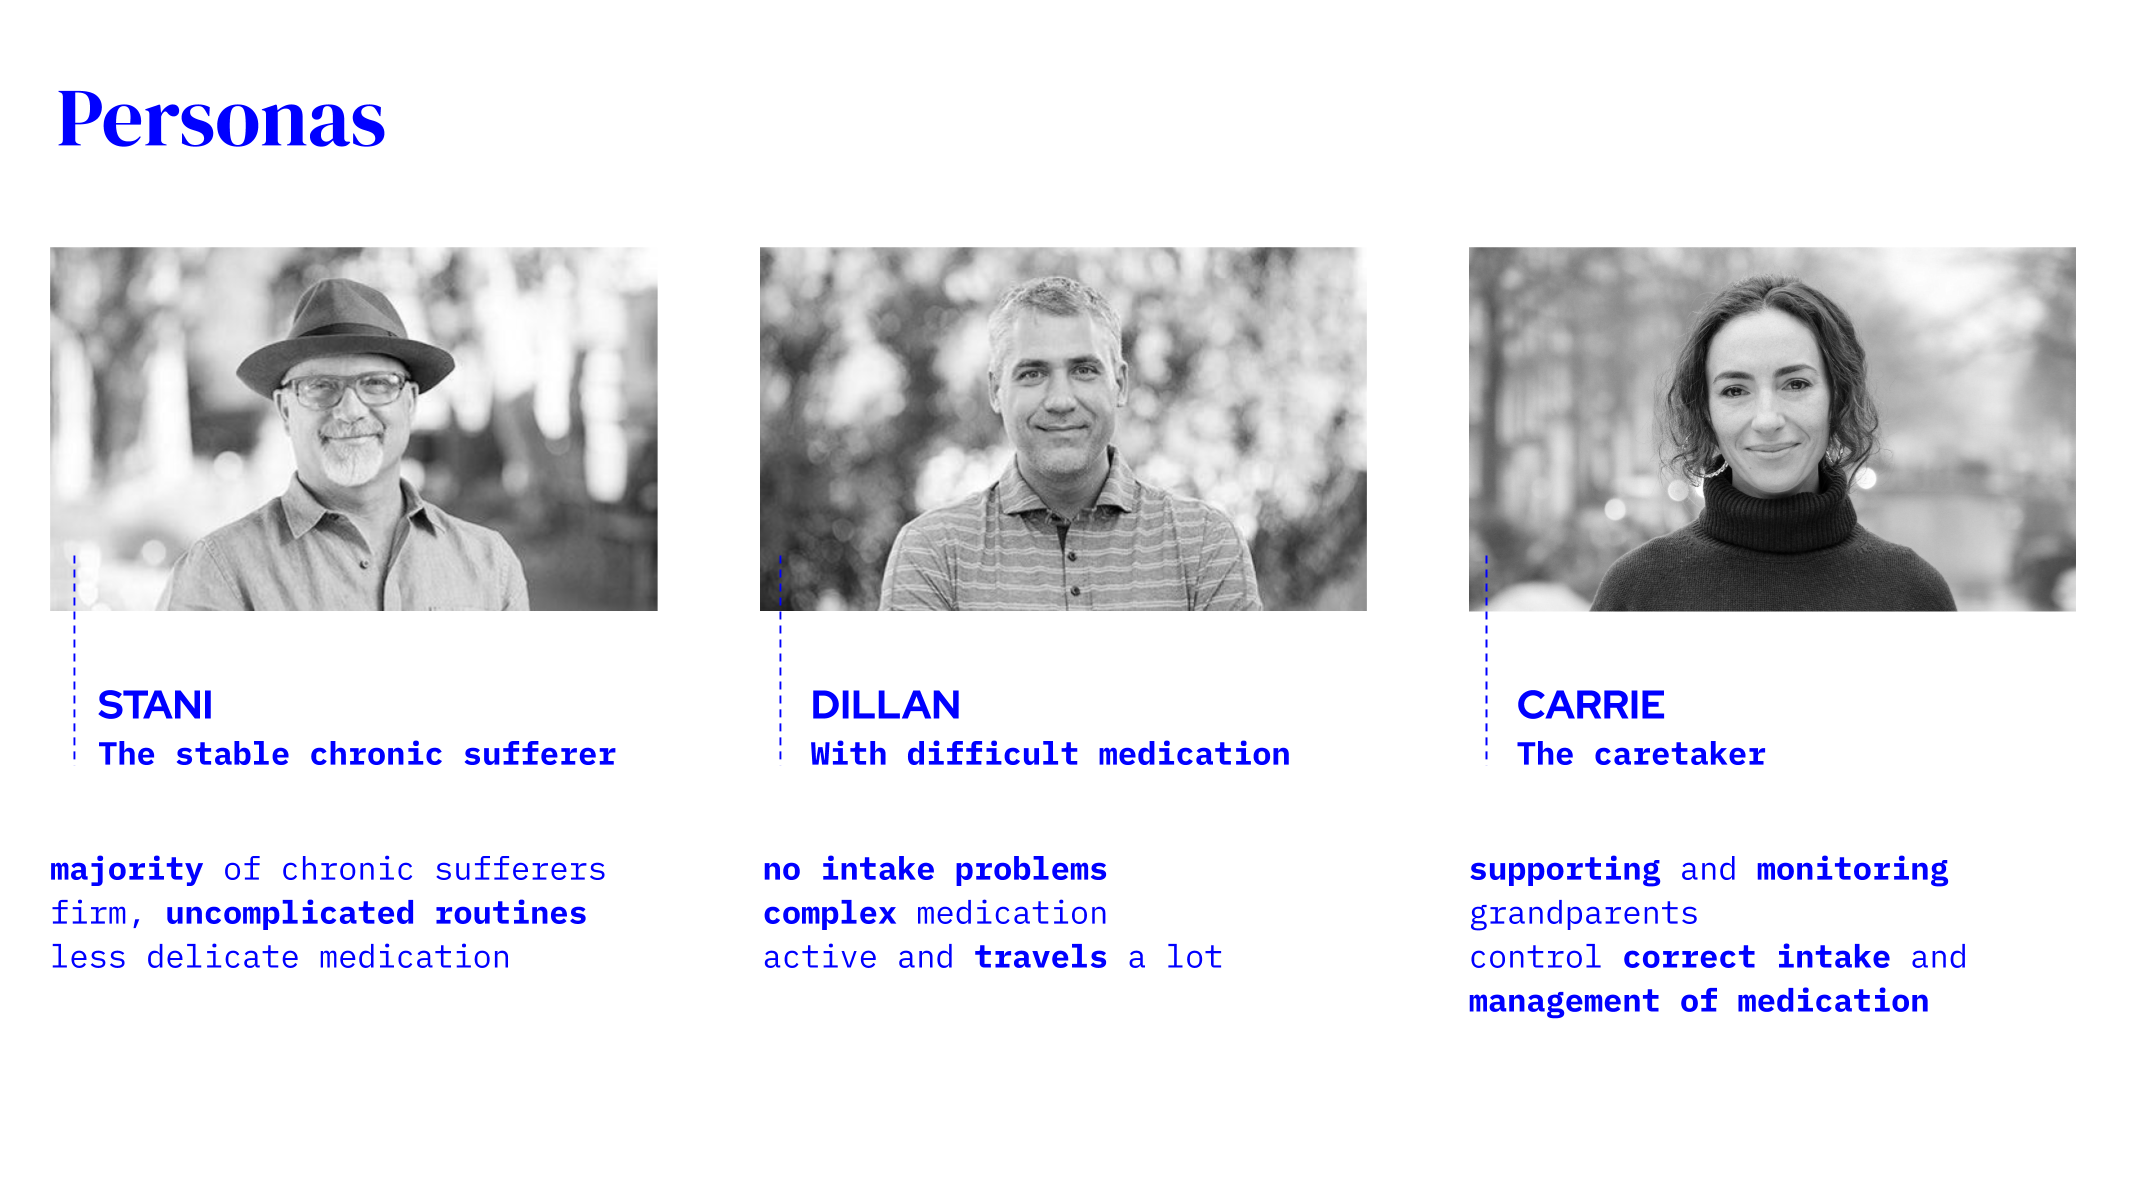 Personas
STANI
The stable chronic sufferer
majority of chronic sufferers
firm, uncomplicated routines
less delicate medication
DILLAN
With difficult medication
no intake problems
complex medication
active and travels a lot
CARRIE
The caretaker
supporting and monitoring
grandparents
control correct intake and
management of medication